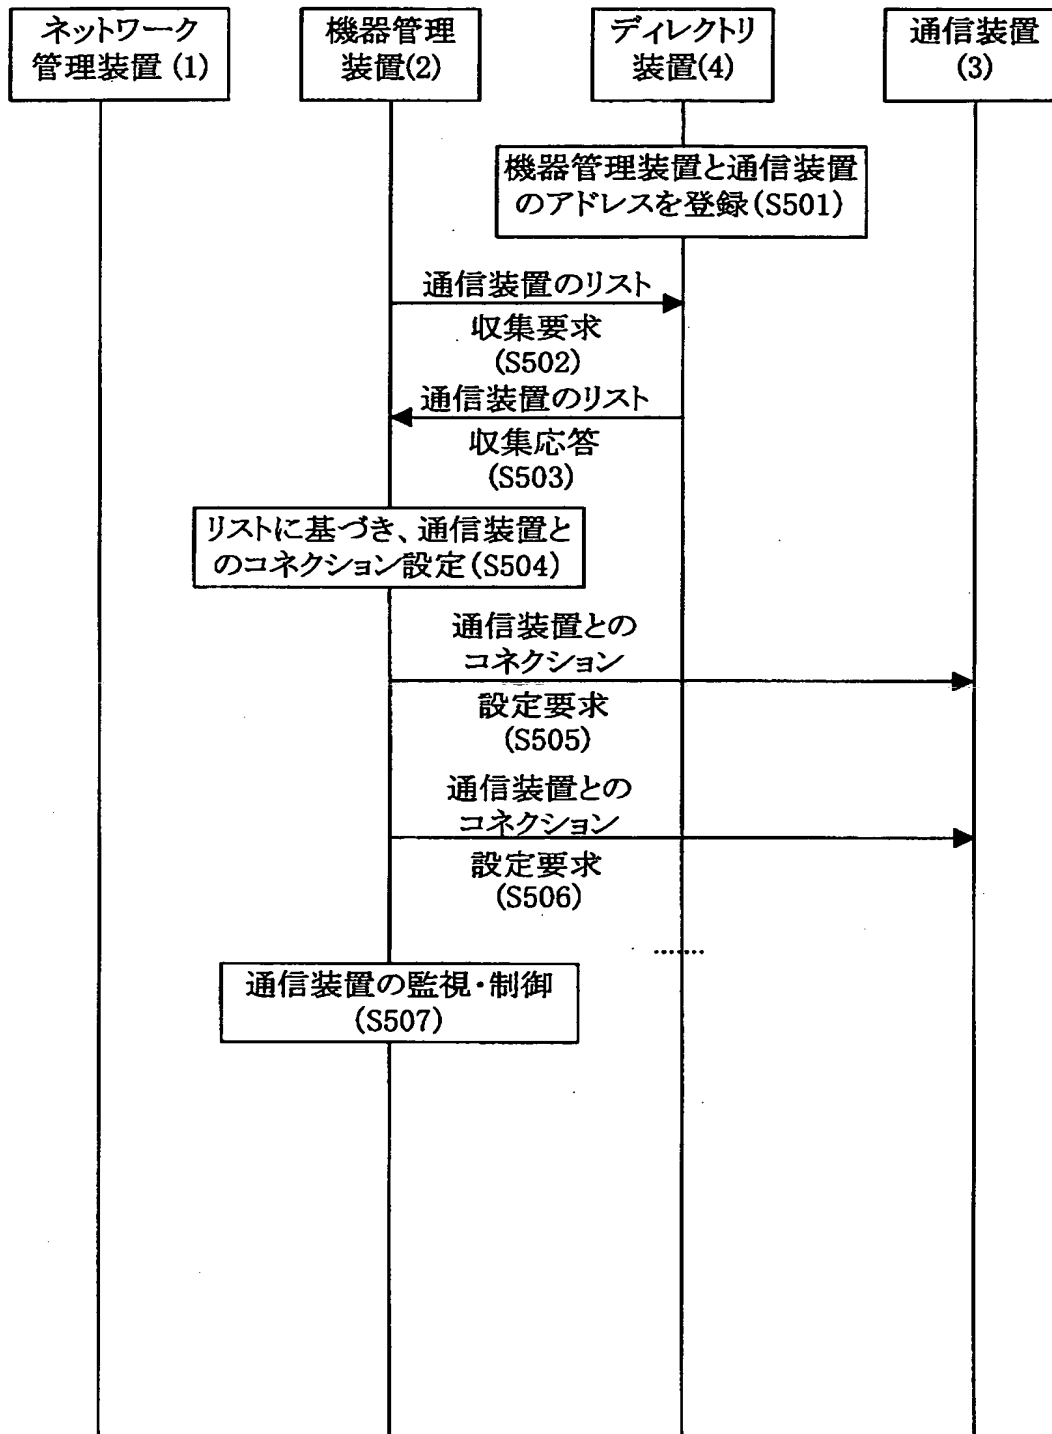 ネットワーク
管理装置(1)
機器管理
装置(2)
ディレクトリ
装置(4)
通信装置
(3)
機器管理装置と通信装置
のアドレスを登録(S501)
通信装置のリスト
収集要求
(S502)
通信装置のリスト
収集応答
(S503)
リストに基づき、通信装置と
のコネクション設定(S504)
通信装置との
コネクション
設定要求
(S505)
通信装置との
コネクション
設定要求
(S506)
........
通信装置の監視・制御
(S507)